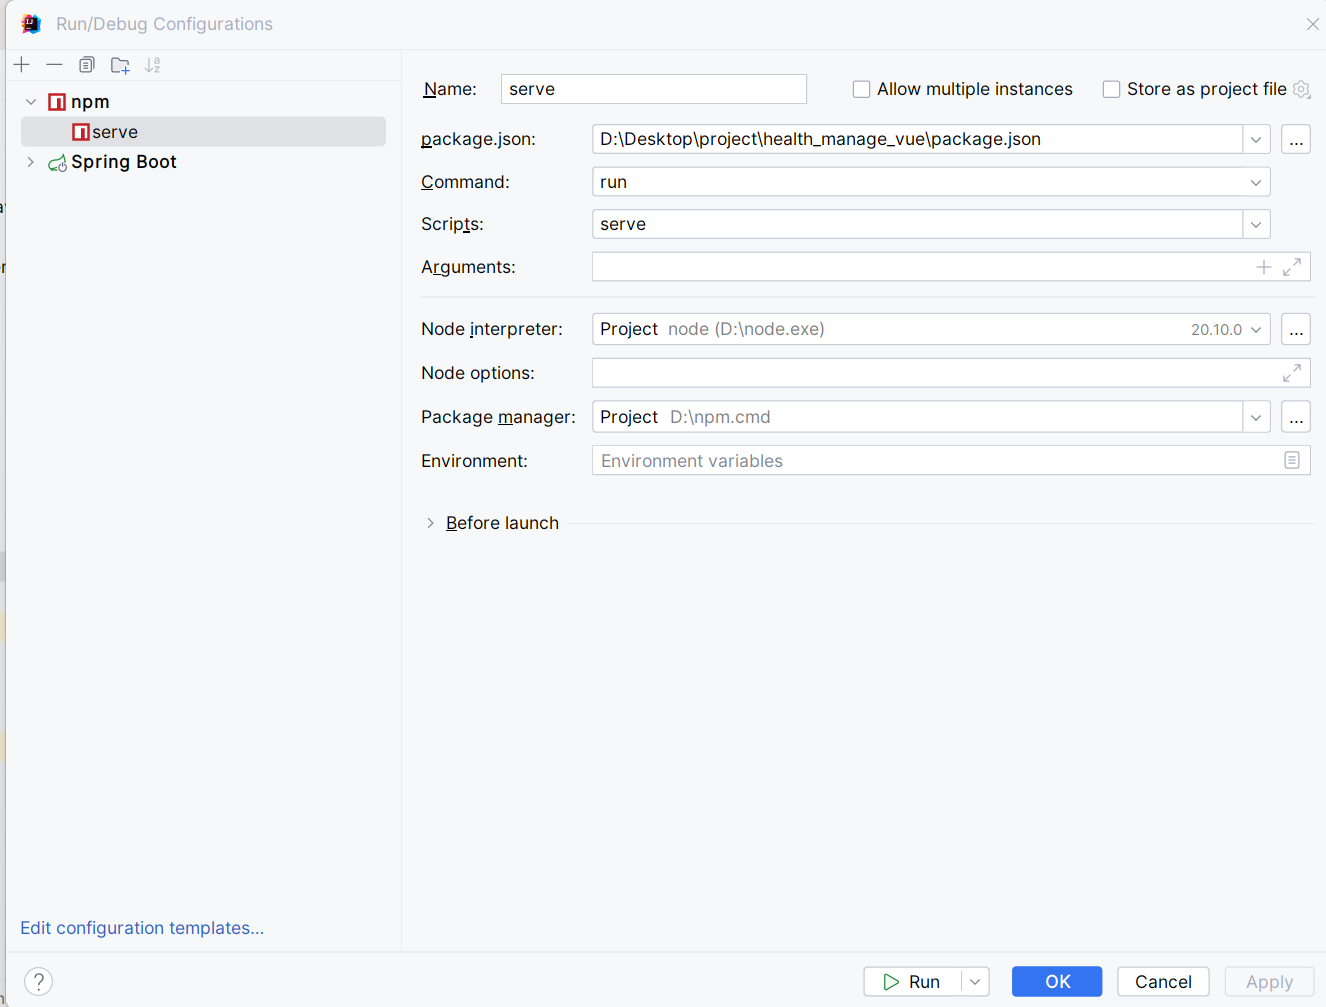 Run/Debug Configurations
npm
serve
Spring Boot
Name: serve
Allow multiple instances
Store as project file
package.json: D:\Desktop\project\health_manage_vue\package.json ...
Command: run
Scripts: serve
Arguments:
Node interpreter: Project node (D:\node.exe) 20.10.0 ...
Node options:
Package manager: Project D:\npm.cmd ...
Environment: Environment variables
Before launch
Edit configuration templates...
?
Run
OK
Cancel
Apply